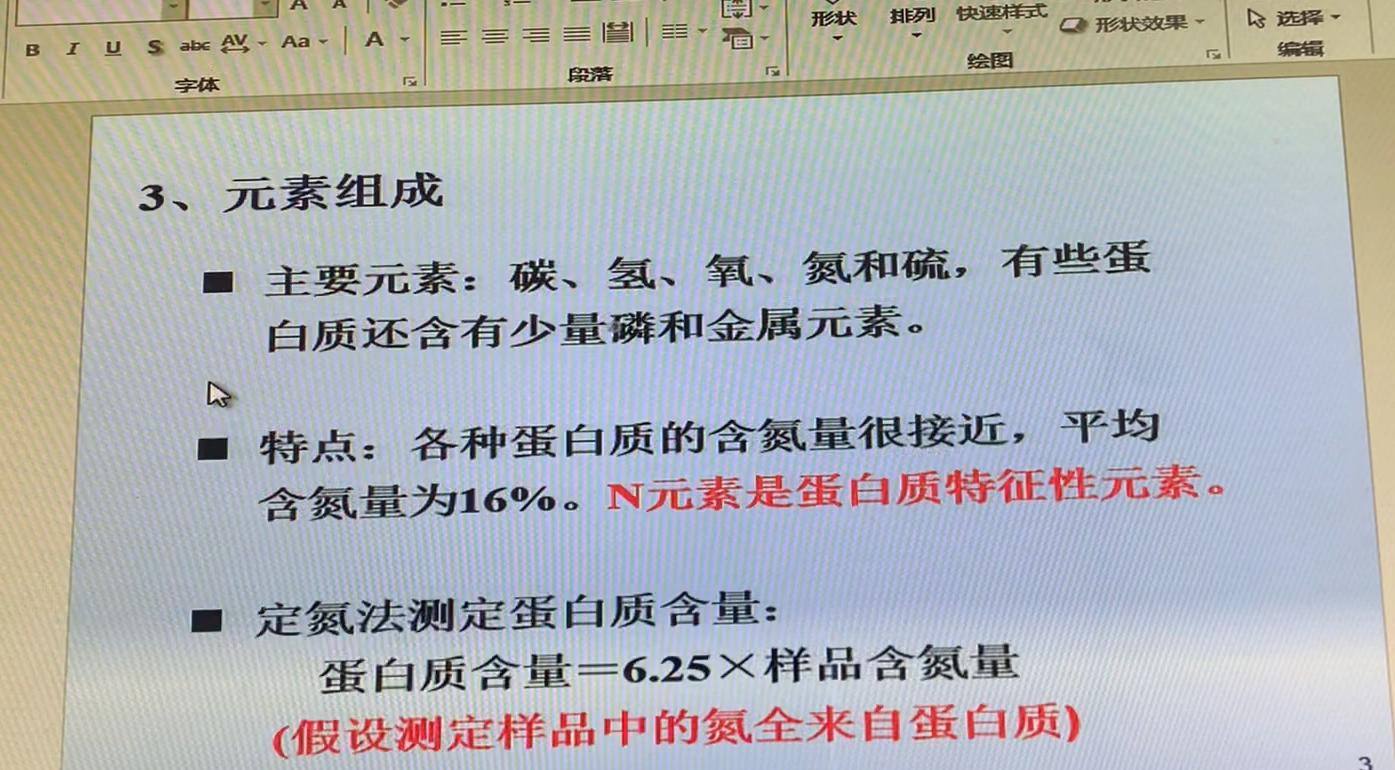 形状 排列 快速样式 形状效果 选择
B I U S abc AV Aa A
字体 段落 绘图 编辑
3、元素组成
■ 主要元素：碳、氢、氧、氮和硫，有些蛋
白质还含有少量磷和金属元素。
■ 特点：各种蛋白质的含氮量很接近，平均
含氮量为16%。N元素是蛋白质特征性元素。
■ 定氮法测定蛋白质含量：
蛋白质含量＝6.25×样品含氮量
(假设测定样品中的氮全来自蛋白质)
3